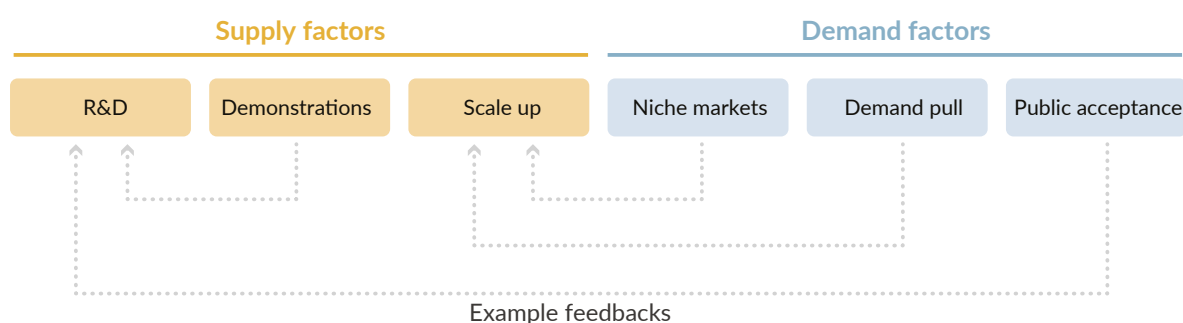 Supply factors
Demand factors
R&D
Demonstrations
Scale up
Niche markets
Demand pull
Public acceptance
Example feedbacks